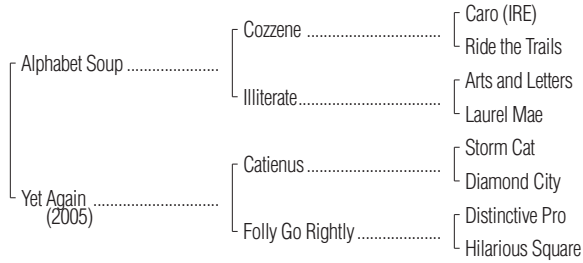 Caro (IRE)
Cozzene ..............................
Ride the Trails
Alphabet Soup ....................
Arts and Letters
Illiterate................................
Laurel Mae
Storm Cat
Catienus ..............................
Diamond City
Yet Again ...........................
(2005)
Distinctive Pro
Folly Go Rightly ..................
Hilarious Square